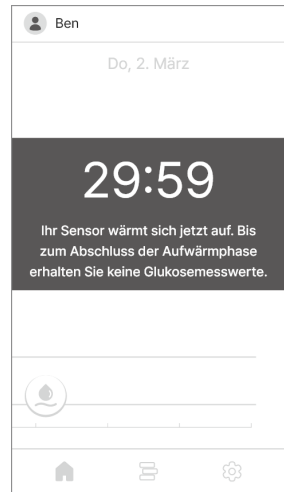 Ben
Do, 2. März
29:59
Ihr Sensor wärmt sich jetzt auf. Bis
zum Abschluss der Aufwärmphase
erhalten Sie keine Glukosemesswerte.